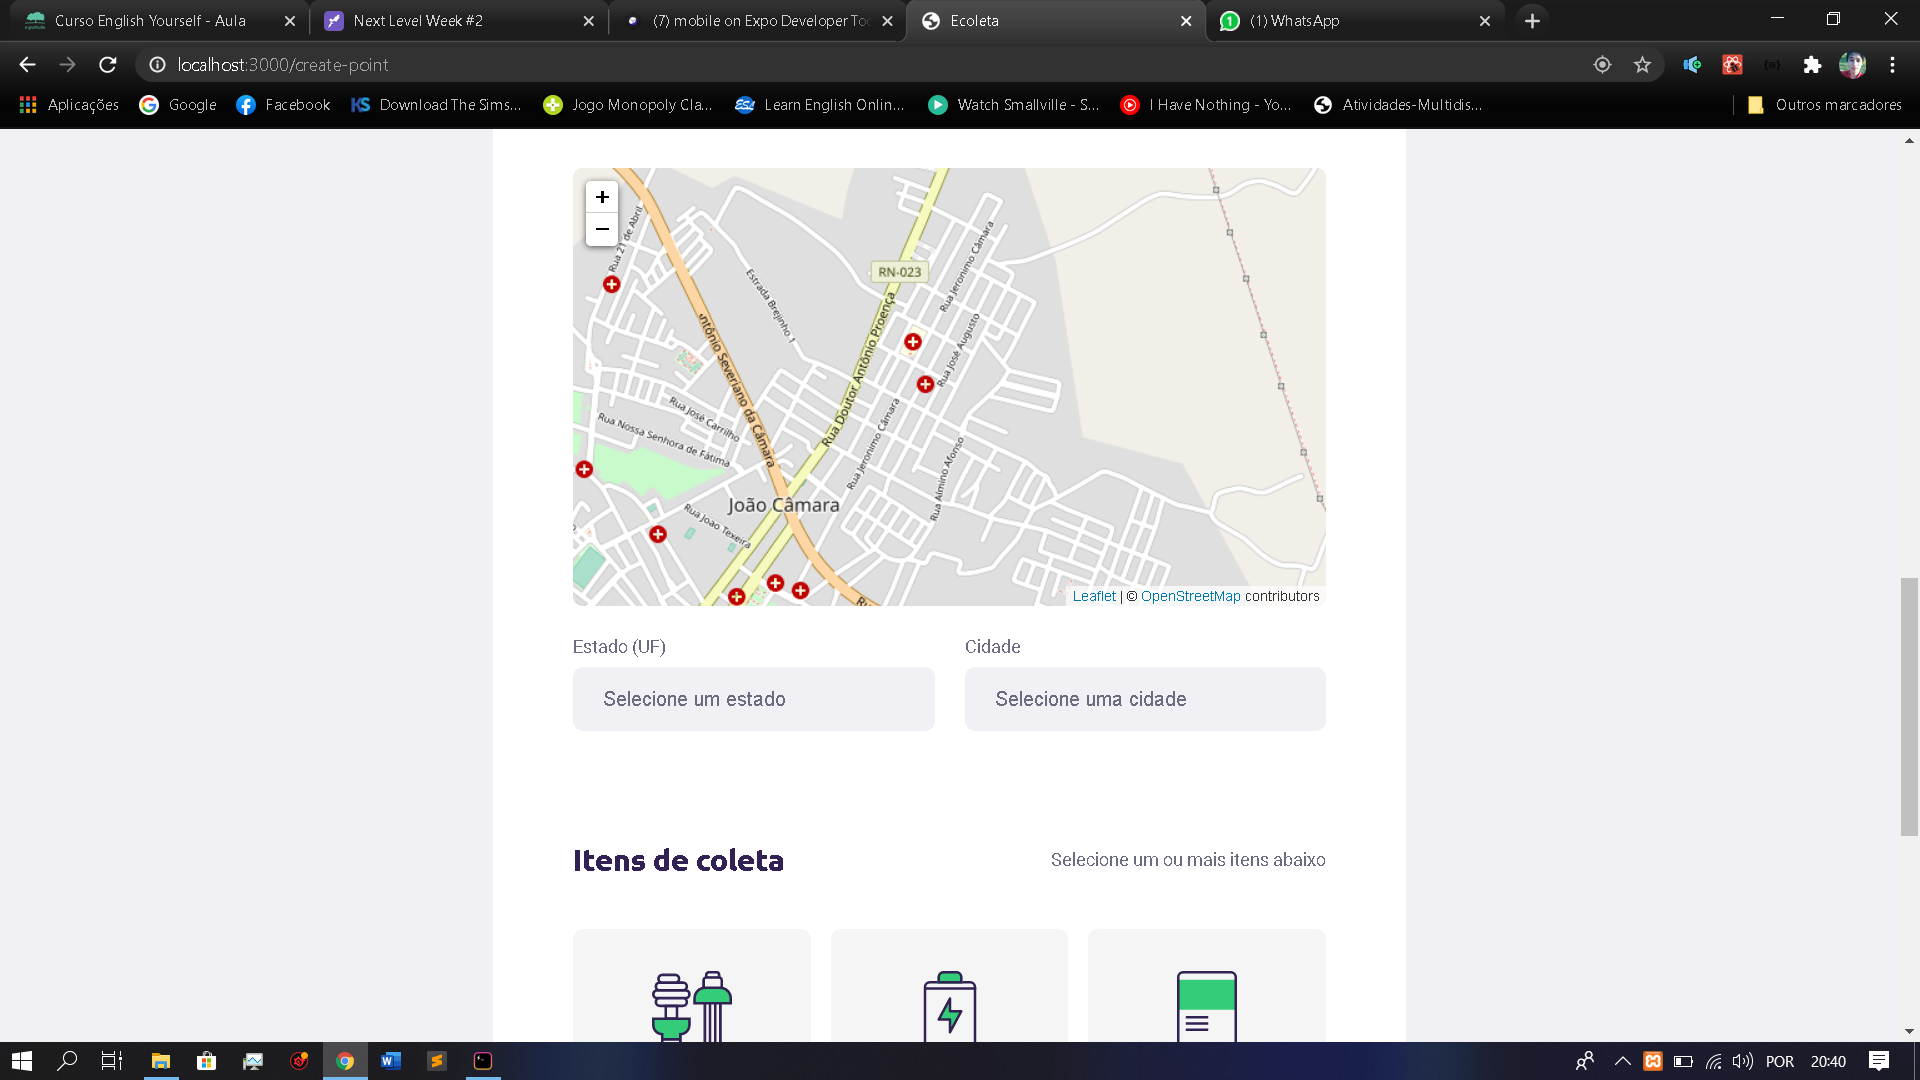 Curso English Yourself - Aula
Next Level Week #2
(7) mobile on Expo Developer Too
Ecoleta
(1) WhatsApp
localhost:3000/create-point
Aplicações
Google
Facebook
Download The Sims...
Jogo Monopoly Cla...
Learn English Onlin...
Watch Smallville - S...
I Have Nothing - Yo...
Atividades-Multidis...
Outros marcadores
+
−
Rua 21 de Abril
RN-023
Rua Jeronimo Câmara
Estrada Brejinho 1
ntônio Severiano da Câmara
Rua Doutor Antônio Proença
Rua José Augusto
Rua José Carrilho
Rua Nossa Senhora de Fátima
Rua Jeronimo Câmara
Rua Almino Afonso
João Câmara
Rua João Texeira
Leaflet | © OpenStreetMap contributors
Estado (UF)
Cidade
Selecione um estado
Selecione uma cidade
Itens de coleta
Selecione um ou mais itens abaixo
POR
20:40